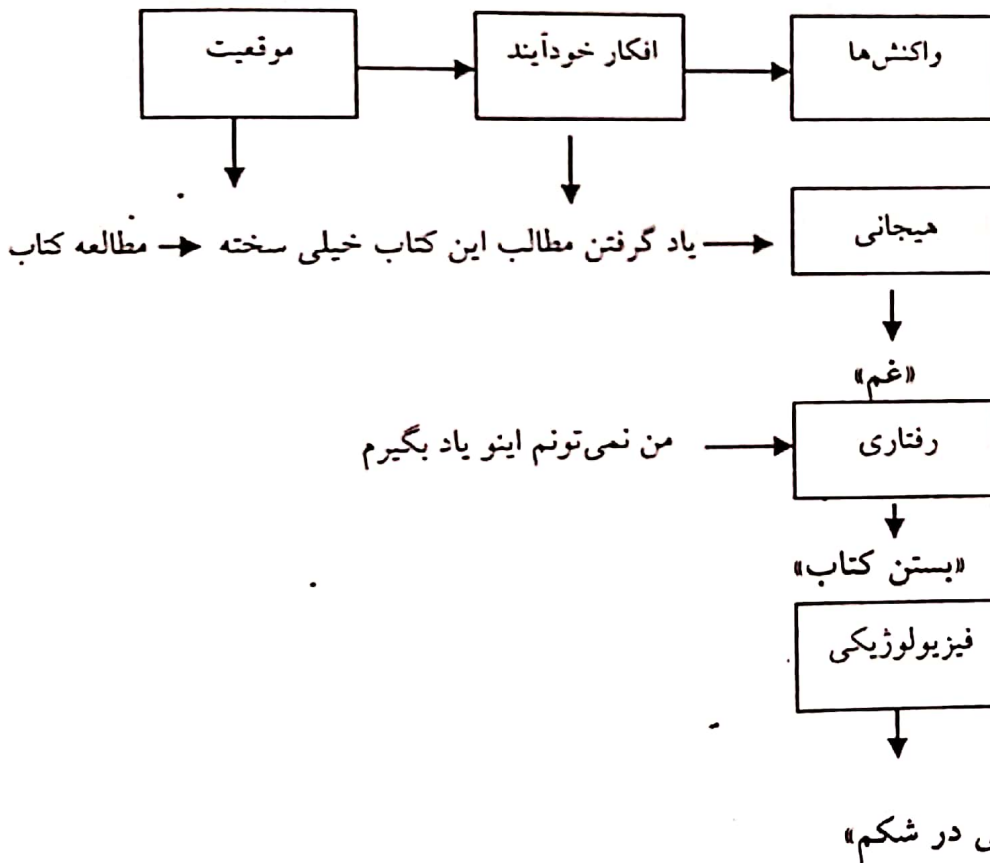 موقعیت
افکار خودآیند
واکنش‌ها
مطالعه کتاب
یاد گرفتن مطالب این کتاب خیلی سخته
هیجانی
«غم»
من نمی‌تونم اینو یاد بگیرم
رفتاری
«بستن کتاب»
فیزیولوژیکی
در شکم»